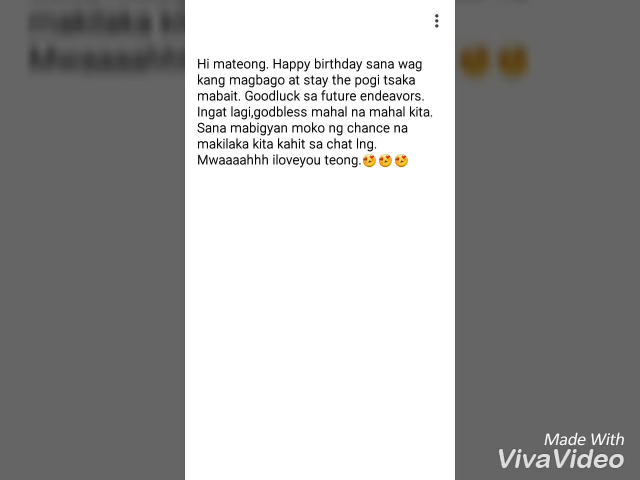 Hi mateong. Happy birthday sana wag
kang magbago at stay the pogi tsaka
mabait. Goodluck sa future endeavors.
Ingat lagi,godbless mahal na mahal kita.
Sana mabigyan moko ng chance na
makilaka kita kahit sa chat lng.
Mwaaaahhh iloveyou teong.🤣🤣🤣
Made With
VivaVideo